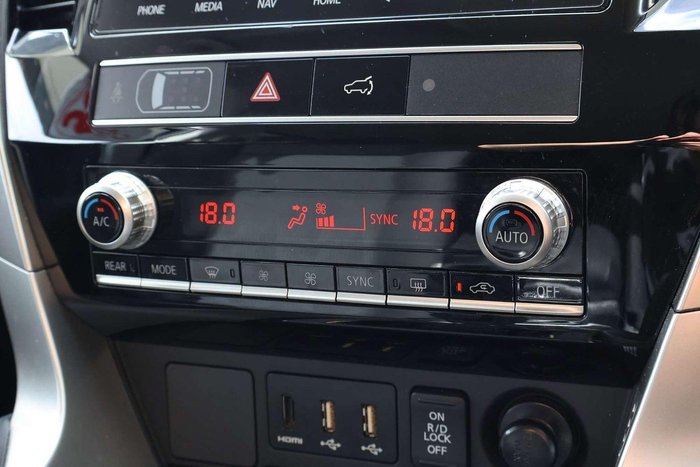 PHONE MEDIA NAV HOME
18.0 SYNC 18.0
A/C AUTO
REAR MODE SYNC OFF
HDMI
ON
R/D
LOCK
OFF